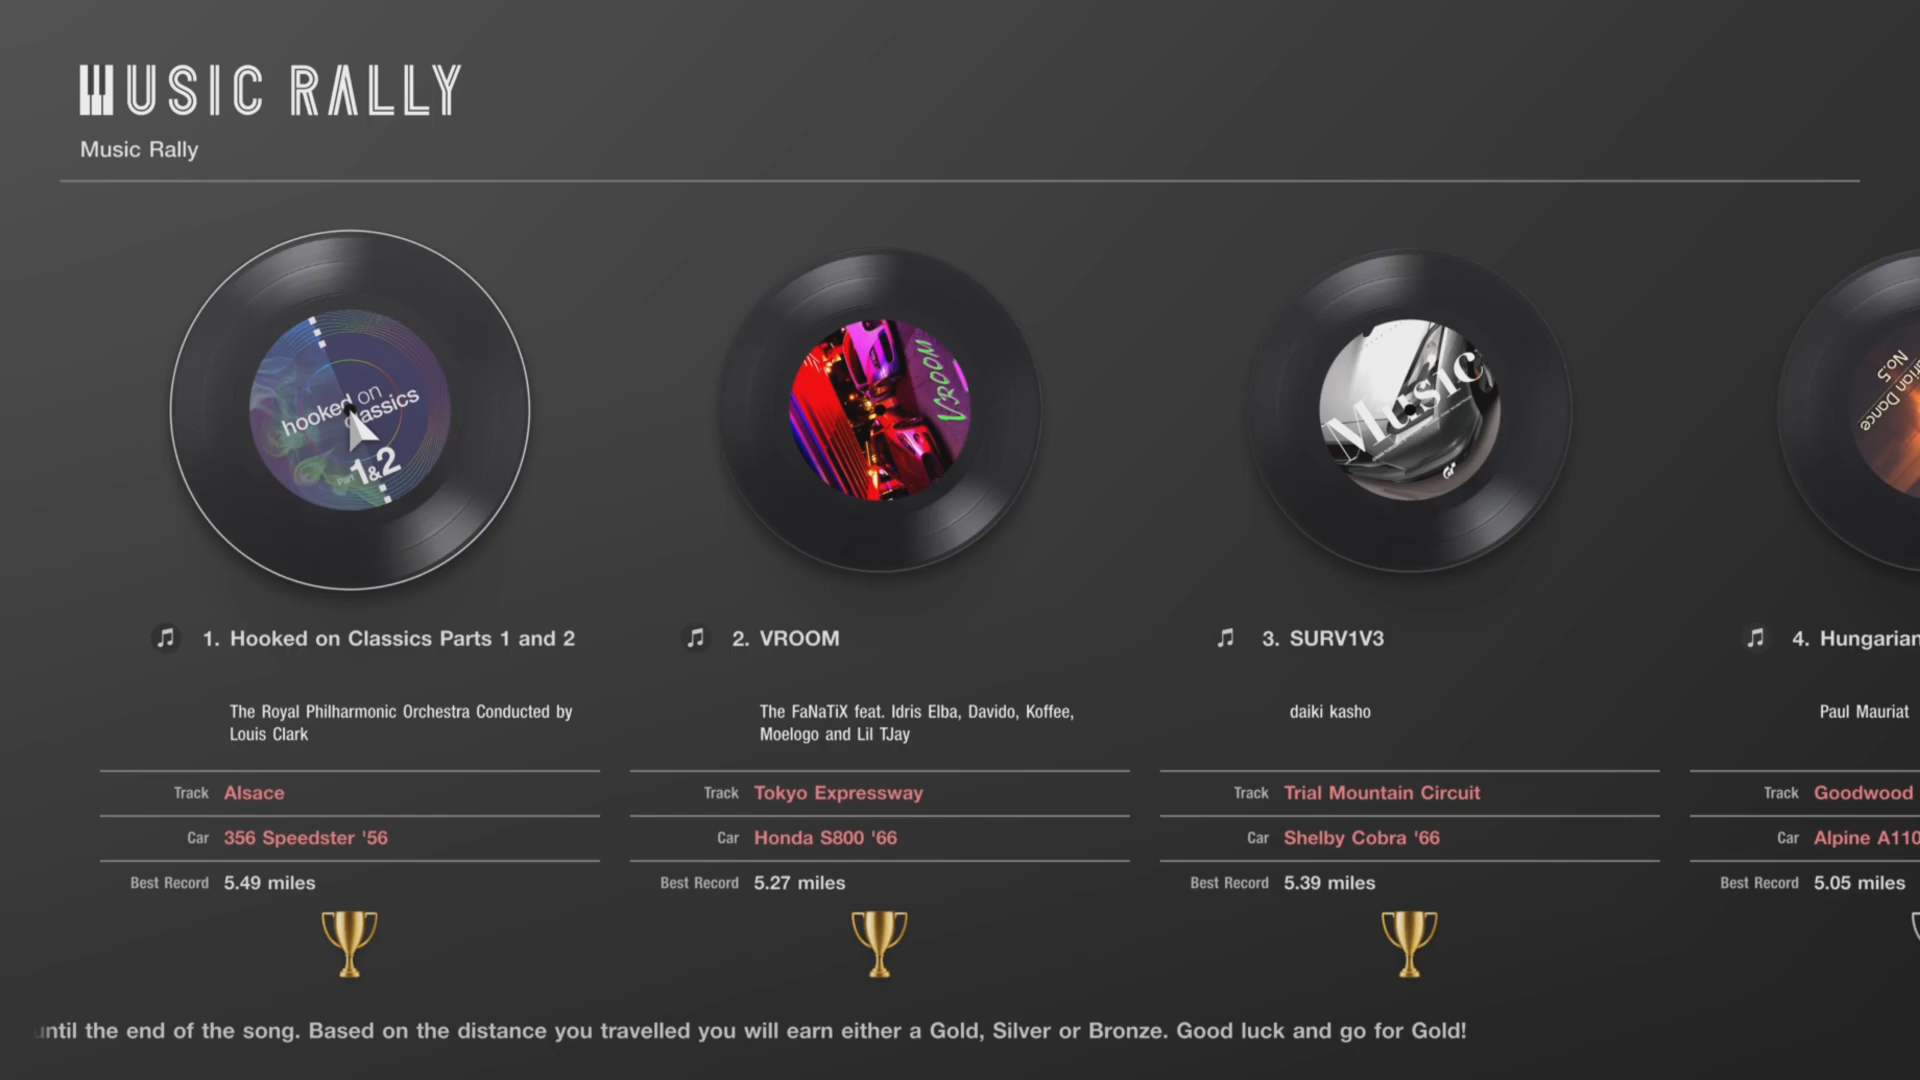 MUSIC RALLY
Music Rally
hooked on
classics
Part 1&2
VROOM
Music
No.5
Dance
1. Hooked on Classics Parts 1 and 2
The Royal Philharmonic Orchestra Conducted by
Louis Clark
Track Alsace
Car 356 Speedster '56
Best Record 5.49 miles
2. VROOM
The FaNaTiX feat. Idris Elba, Davido, Koffee,
Moelogo and Lil TJay
Track Tokyo Expressway
Car Honda S800 '66
Best Record 5.27 miles
3. SURV1V3
daiki kasho
Track Trial Mountain Circuit
Car Shelby Cobra '66
Best Record 5.39 miles
4. Hungarian
Paul Mauriat
Track Goodwood
Car Alpine A110
Best Record 5.05 miles
until the end of the song. Based on the distance you travelled you will earn either a Gold, Silver or Bronze. Good luck and go for Gold!